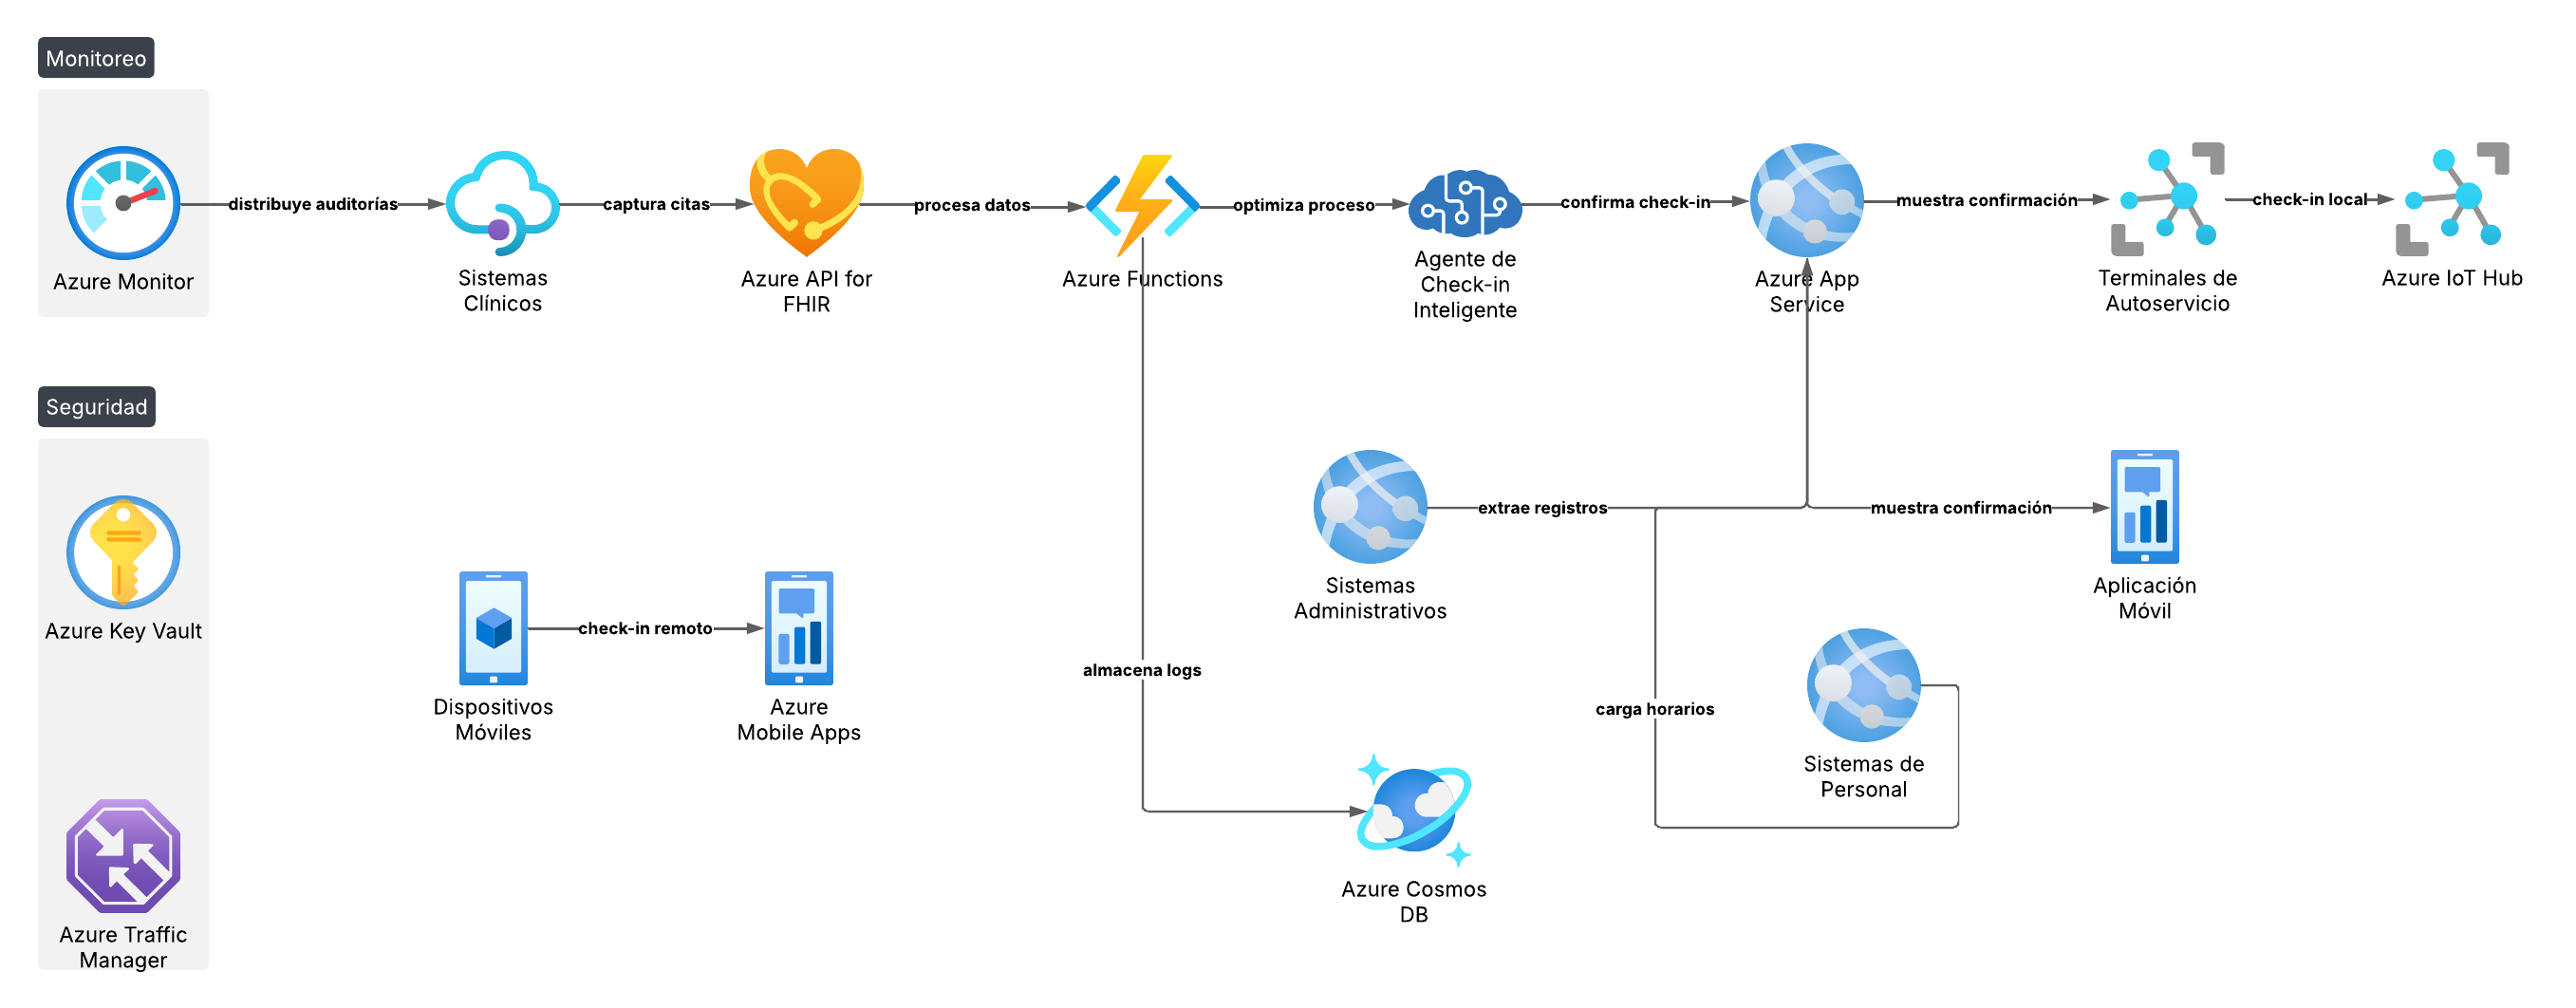 Monitoreo
Azure Monitor
distribuye auditorías
Sistemas
Clínicos
captura citas
Azure API for
FHIR
procesa datos
Azure Functions
optimiza proceso
Agente de
Check-in
Inteligente
confirma check-in
Azure App
Service
muestra confirmación
Terminales de
Autoservicio
check-in local
Azure IoT Hub
Seguridad
Azure Key Vault
Azure Traffic
Manager
Dispositivos
Móviles
check-in remoto
Azure
Mobile Apps
almacena logs
Sistemas
Administrativos
extrae registros
muestra confirmación
Aplicación
Móvil
carga horarios
Sistemas de
Personal
Azure Cosmos
DB